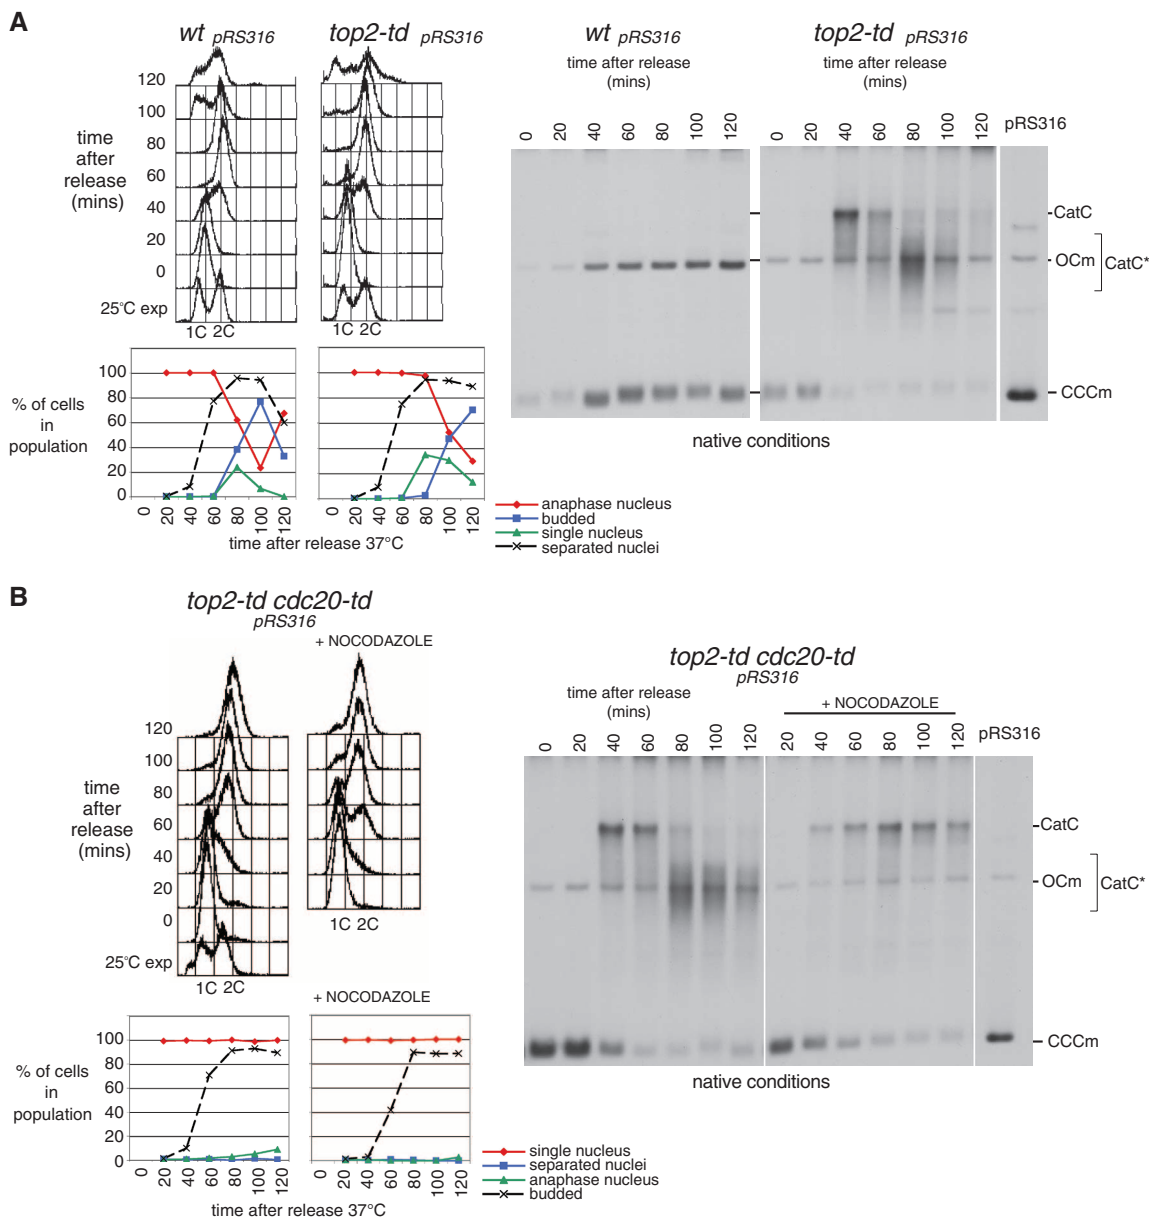 A
wt pRS316
top2-td pRS316
time
after
release
(mins)
120
100
80
60
40
20
0
25°C exp
1C 2C
1C 2C
% of cells
in
population
100
80
60
40
20
0
0 20 40 60 80 100 120
0 20 40 60 80 100 120
time after release 37°C
anaphase nucleus
budded
single nucleus
separated nuclei
wt pRS316
time after release
(mins)
0 20 40 60 80 100 120
top2-td pRS316
time after release
(mins)
0 20 40 60 80 100 120
pRS316
CatC
OCm
CatC*
CCCm
native conditions
B
top2-td cdc20-td
pRS316
+ NOCODAZOLE
time
after
release
(mins)
120
100
80
60
40
20
0
25°C exp
1C 2C
1C 2C
+ NOCODAZOLE
% of cells
in
population
100
80
60
40
20
0
0 20 40 60 80 100 120
0 20 40 60 80 100 120
time after release 37°C
single nucleus
separated nuclei
anaphase nucleus
budded
top2-td cdc20-td
pRS316
time after release
(mins)
+ NOCODAZOLE
0 20 40 60 80 100 120
20 40 60 80 100 120
pRS316
CatC
OCm
CatC*
CCCm
native conditions